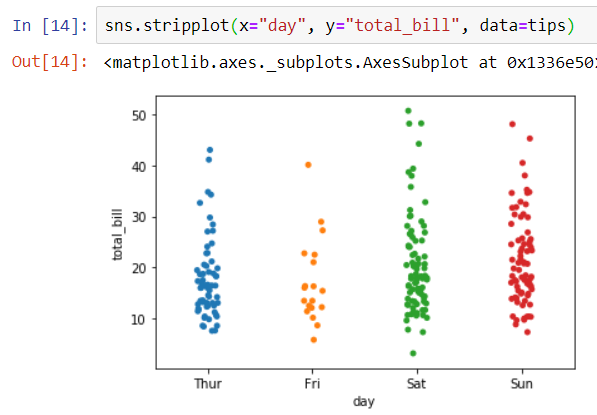 In [14]: sns.stripplot(x="day", y="total_bill", data=tips)
Out[14]: <matplotlib.axes._subplots.AxesSubplot at 0x1336e50
50
40
30
20
10
total_bill
Thur Fri Sat Sun
day